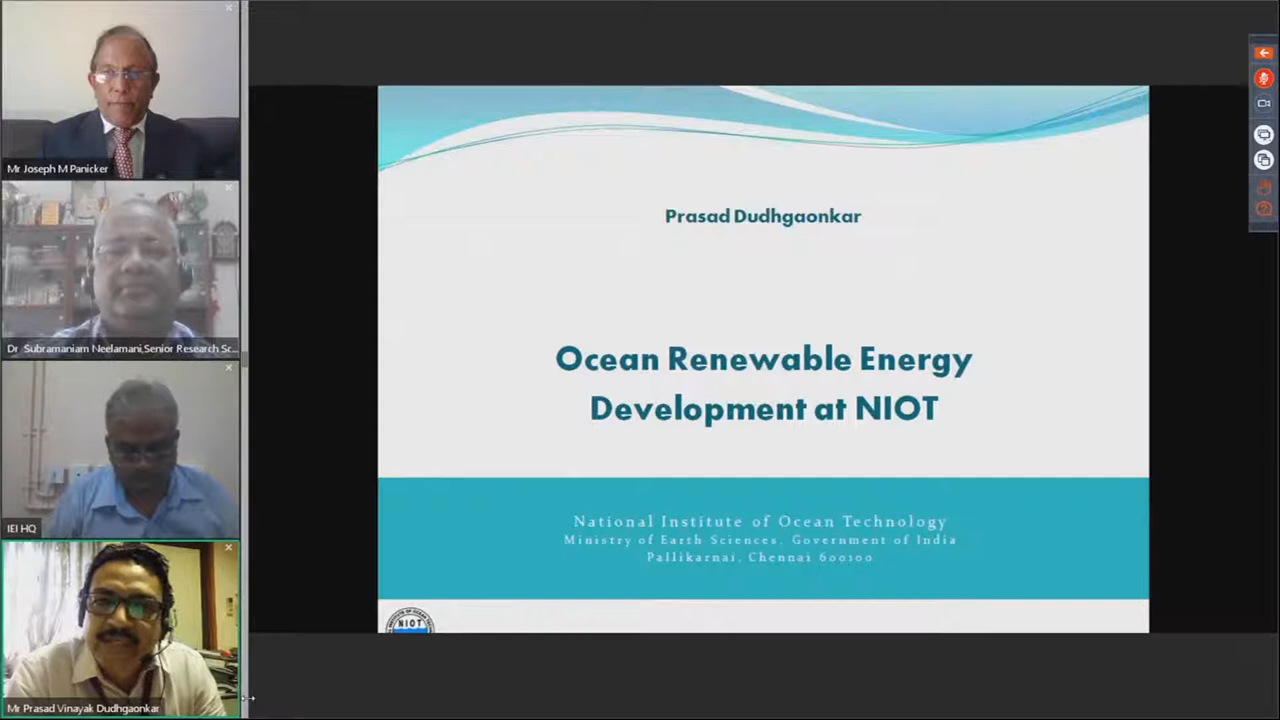 Mr Joseph M Panicker
Dr Subramaniam Neelamani,Senior Research Sc...
IEI HQ
Mr Prasad Vinayak Dudhgaonkar
Prasad Dudhgaonkar
Ocean Renewable Energy
Development at NIOT
National Institute of Ocean Technology
Ministry of Earth Sciences, Government of India
Pallikarnai, Chennai 600100
NIOT